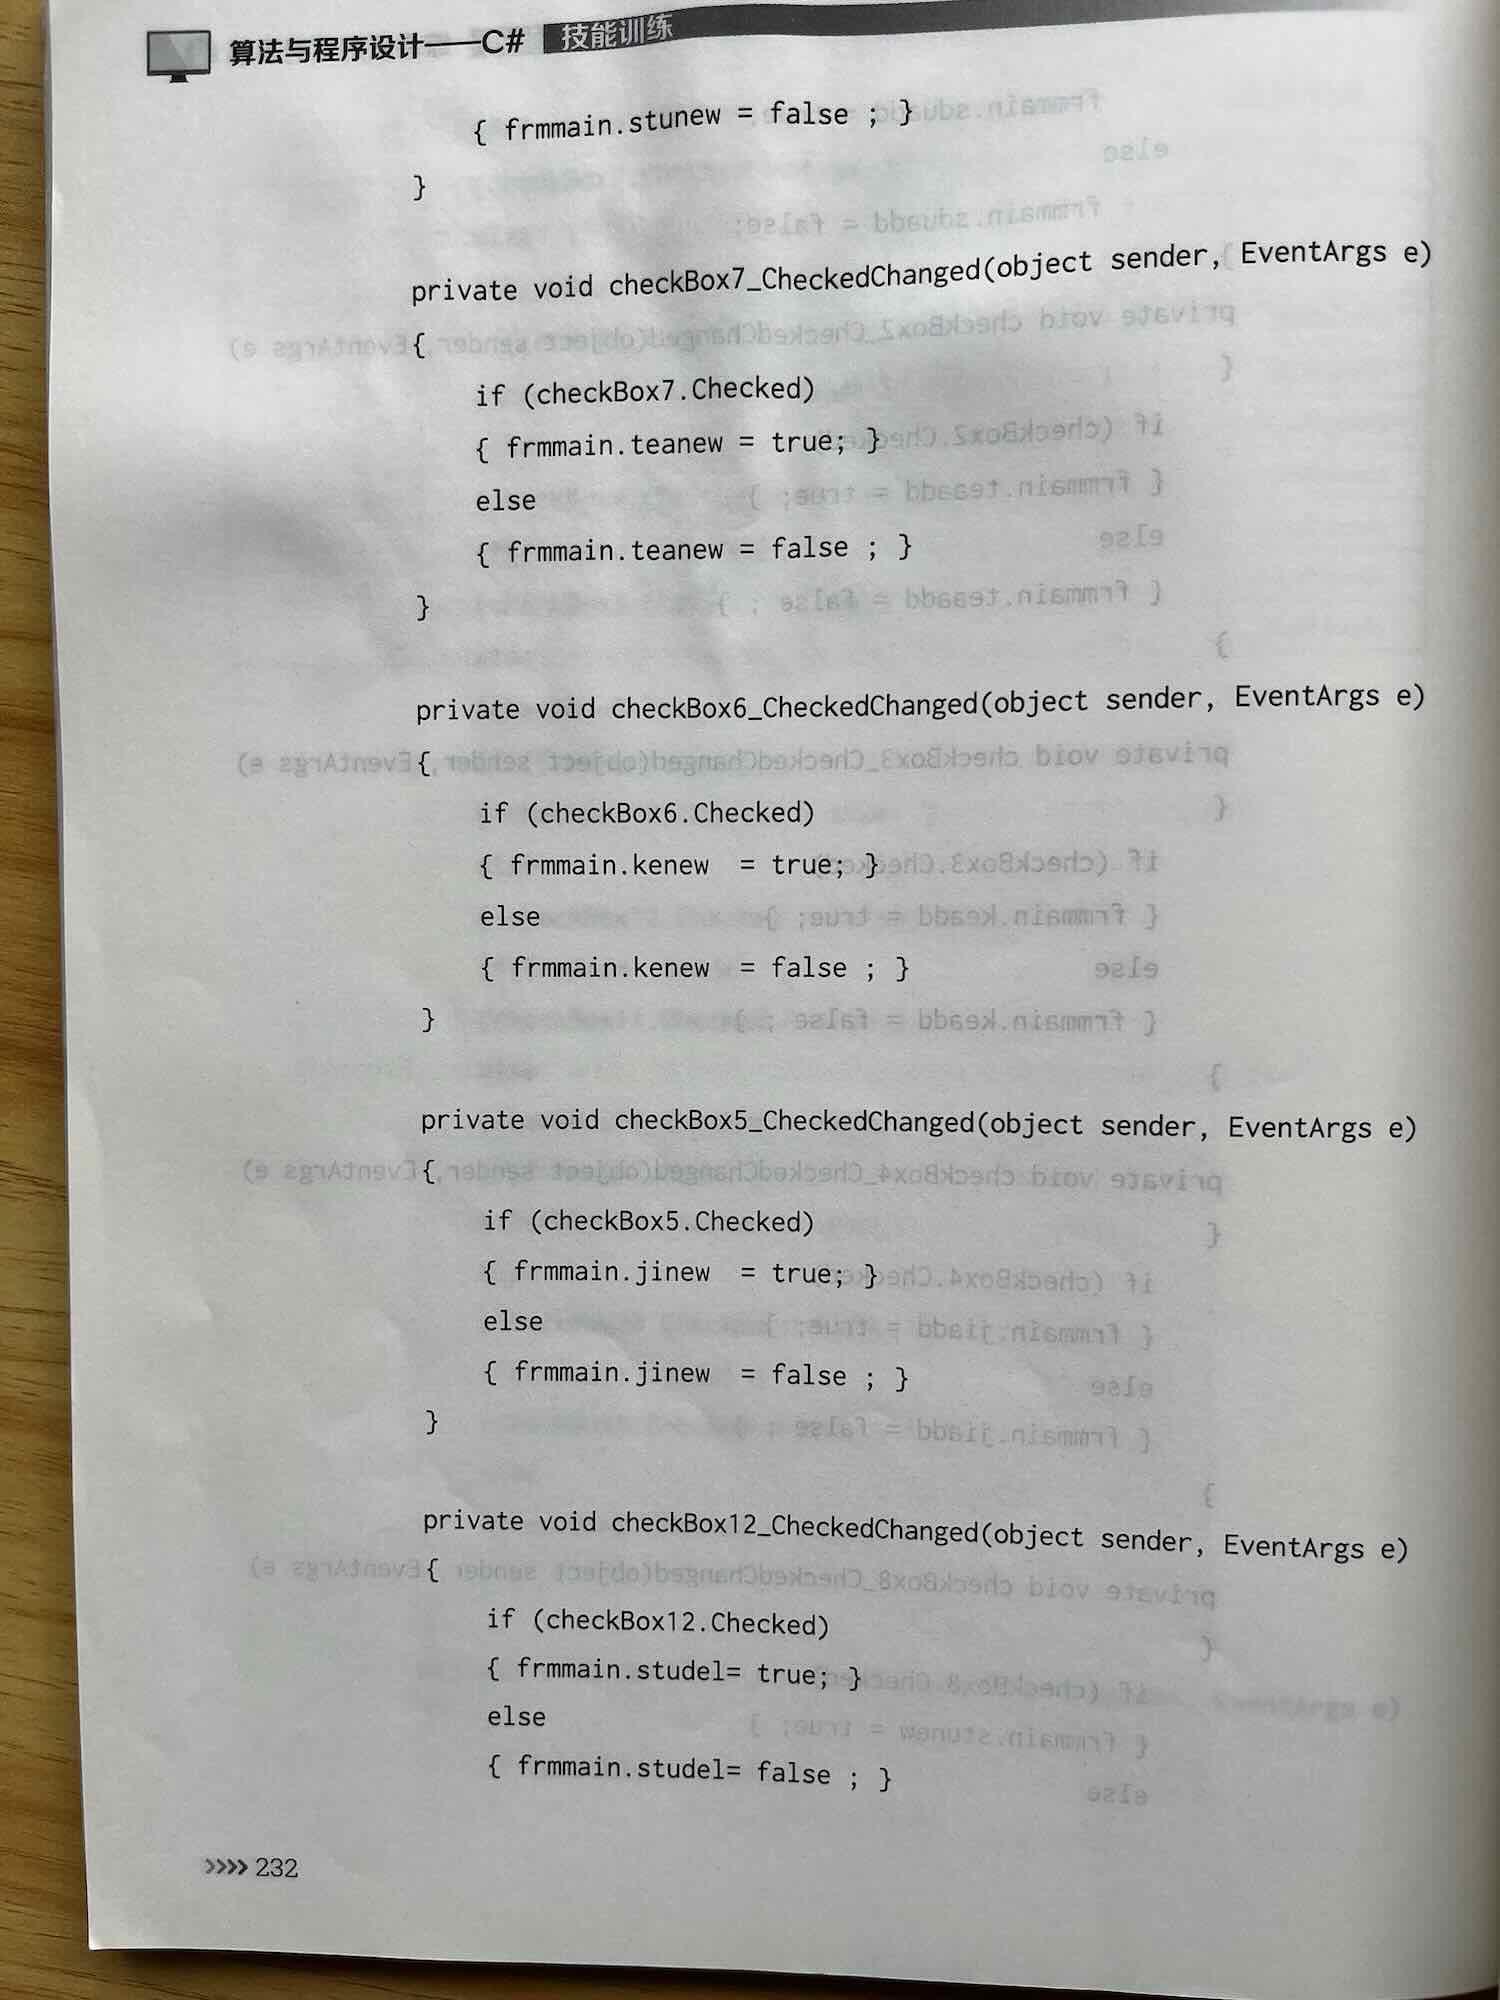 算法与程序设计——C# 技能训练
{ frmmain.stunew = false ; }
}
private void checkBox7_CheckedChanged(object sender, EventArgs e)
{
if (checkBox7.Checked)
{ frmmain.teanew = true; }
else
{ frmmain.teanew = false ; }
}
private void checkBox6_CheckedChanged(object sender, EventArgs e)
{
if (checkBox6.Checked)
{ frmmain.kenew  = true; }
else
{ frmmain.kenew  = false ; }
}
private void checkBox5_CheckedChanged(object sender, EventArgs e)
{
if (checkBox5.Checked)
{ frmmain.jinew  = true; }
else
{ frmmain.jinew  = false ; }
}
private void checkBox12_CheckedChanged(object sender, EventArgs e)
{
if (checkBox12.Checked)
{ frmmain.studel= true; }
else
{ frmmain.studel= false ; }
>>>> 232